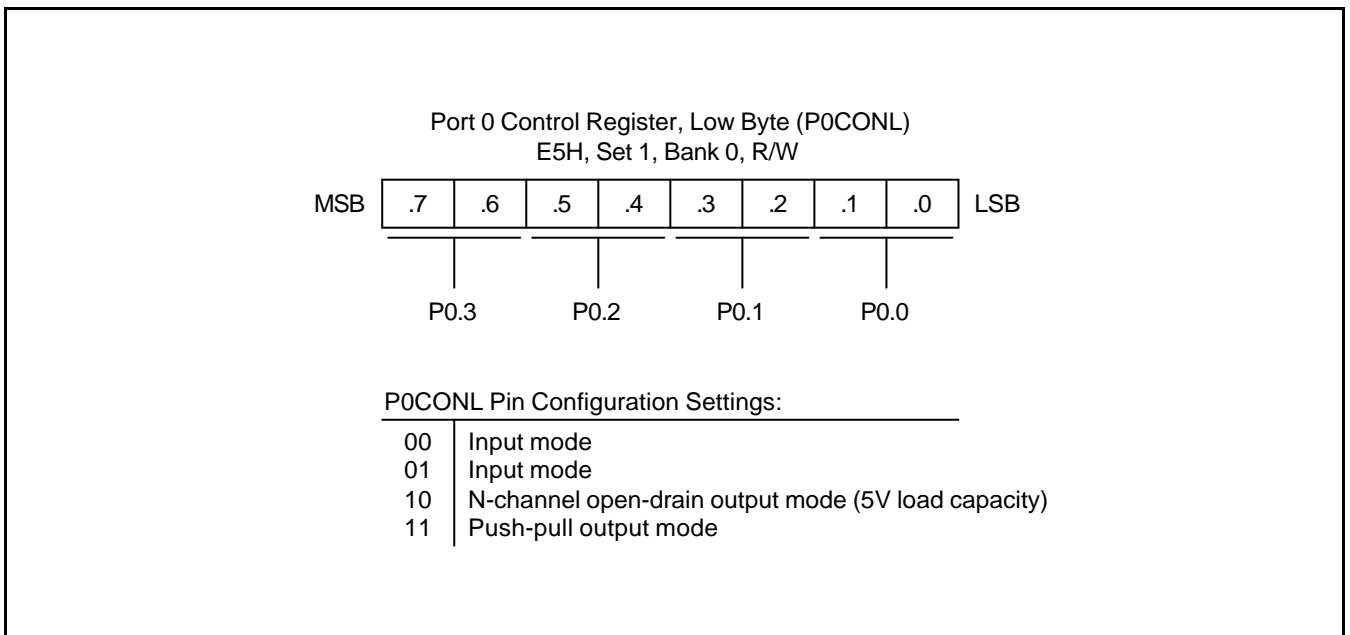 Port 0 Control Register, Low Byte (P0CONL)
E5H, Set 1, Bank 0, R/W
MSB .7 .6 .5 .4 .3 .2 .1 .0 LSB
P0.3 P0.2 P0.1 P0.0
P0CONL Pin Configuration Settings:
00 Input mode
01 Input mode
10 N-channel open-drain output mode (5V load capacity)
11 Push-pull output mode